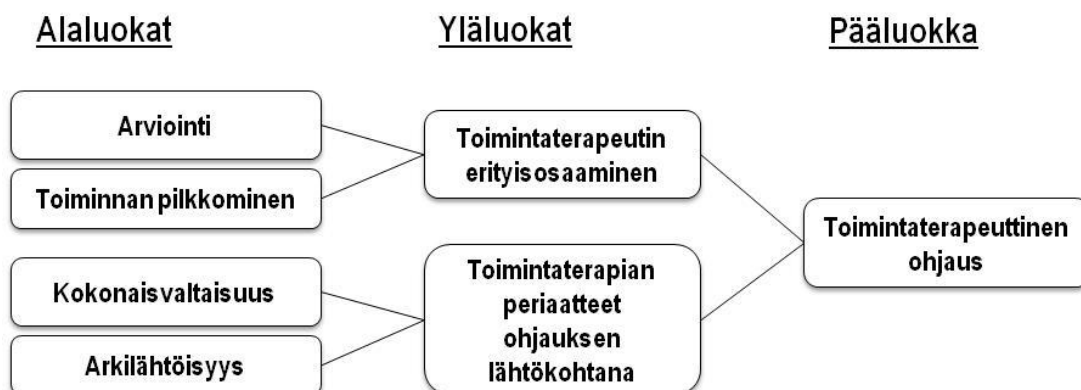 Alaluokat
Yläluokat
Pääluokka
Arviointi
Toiminnan pilkkominen
Kokonaisvaltaisuus
Arkilähtöisyys
Toimintaterapeutin
erityisosaaminen
Toimintaterapian
periaatteet
ohjauksen
lähtökohtana
Toimintaterapeuttinen
ohjaus